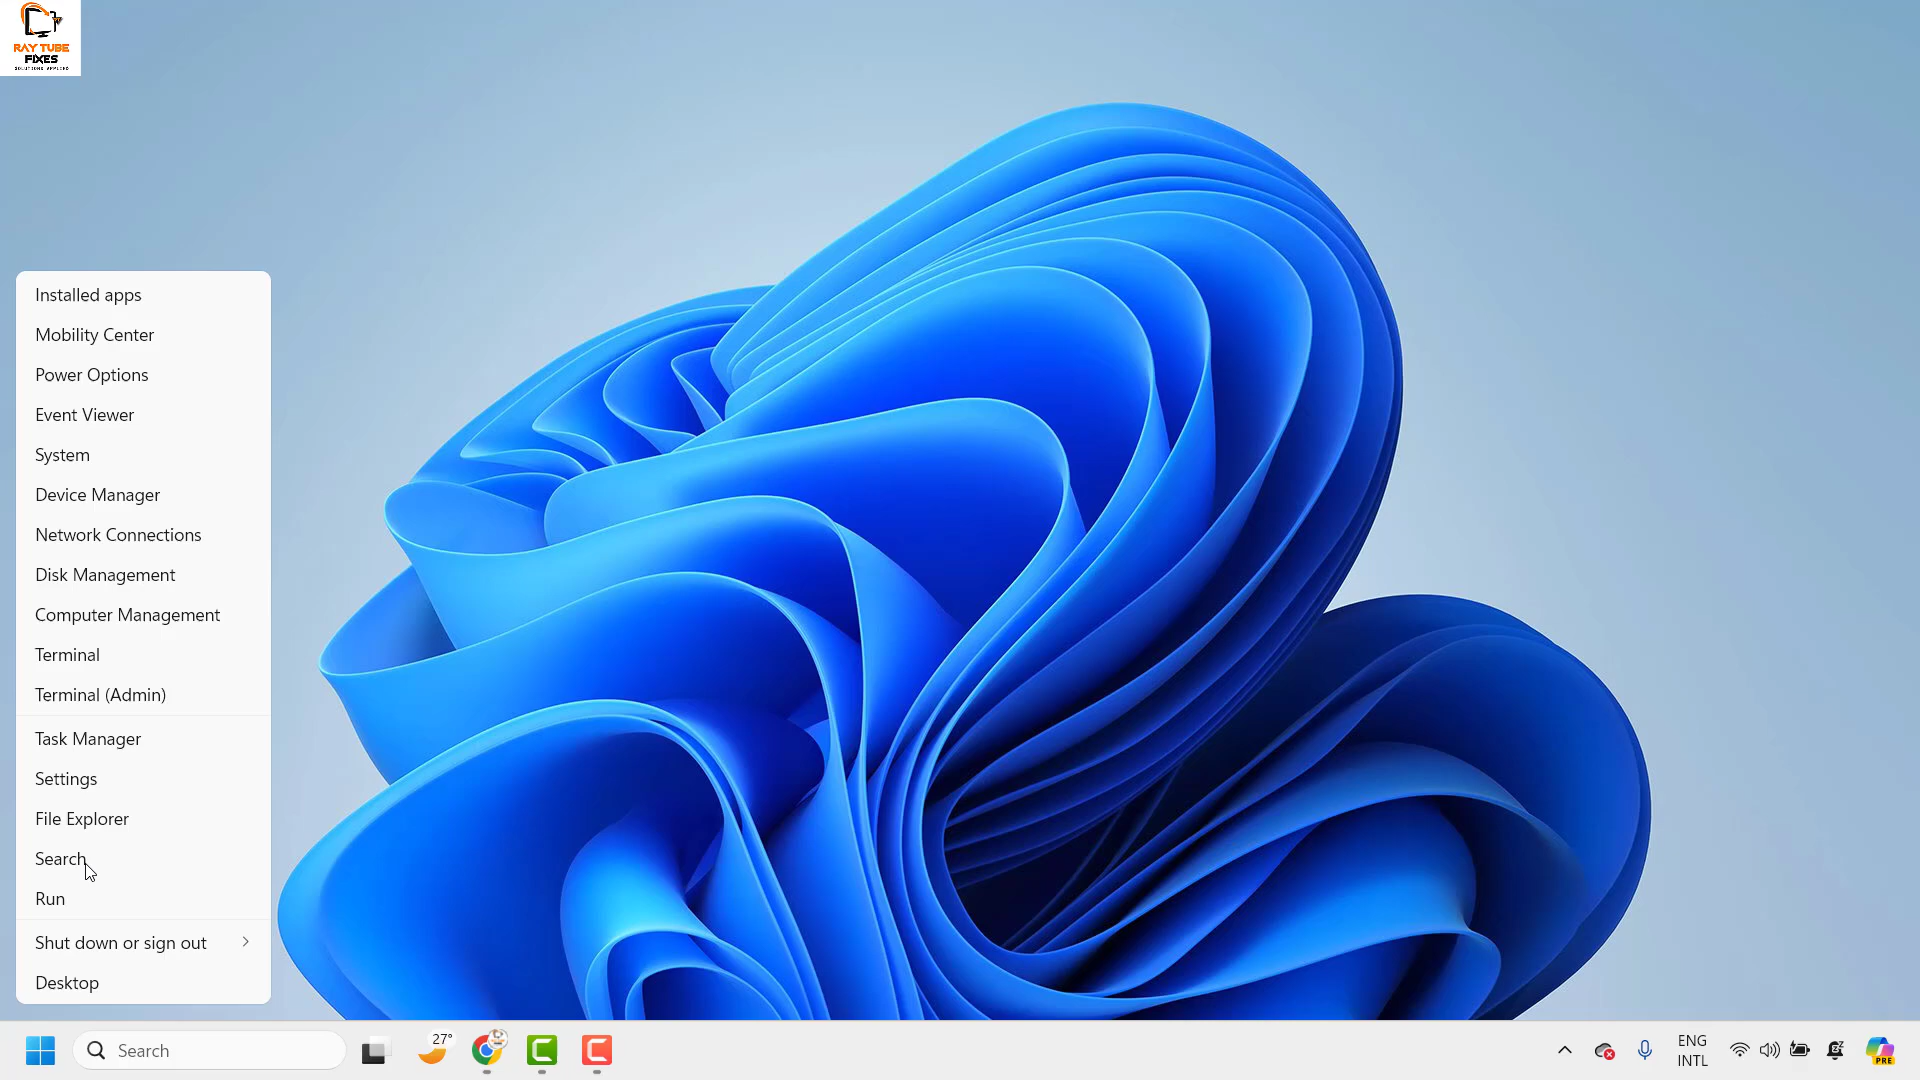 RAY TUBE
FIXES
SOLUTIONS APPLIED
Installed apps
Mobility Center
Power Options
Event Viewer
System
Device Manager
Network Connections
Disk Management
Computer Management
Terminal
Terminal (Admin)
Task Manager
Settings
File Explorer
Search
Run
Shut down or sign out
Desktop
Search
27°
ENG
INTL
PRE